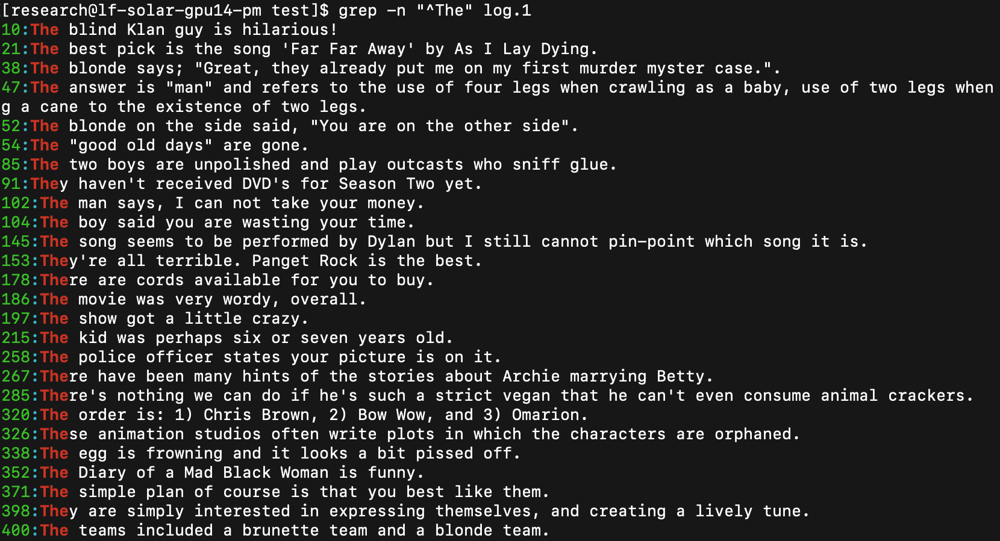 [research@lf-solar-gpu14-pm test]$ grep -n "^The" log.1
10:The blind Klan guy is hilarious!
21:The best pick is the song 'Far Far Away' by As I Lay Dying.
38:The blonde says; "Great, they already put me on my first murder myster case.".
47:The answer is "man" and refers to the use of four legs when crawling as a baby, use of two legs when
g a cane to the existence of two legs.
52:The blonde on the side said, "You are on the other side".
54:The "good old days" are gone.
85:The two boys are unpolished and play outcasts who sniff glue.
91:They haven't received DVD's for Season Two yet.
102:The man says, I can not take your money.
104:The boy said you are wasting your time.
145:The song seems to be performed by Dylan but I still cannot pin-point which song it is.
153:They're all terrible. Panget Rock is the best.
178:There are cords available for you to buy.
186:The movie was very wordy, overall.
197:The show got a little crazy.
215:The kid was perhaps six or seven years old.
258:The police officer states your picture is on it.
267:There have been many hints of the stories about Archie marrying Betty.
285:There's nothing we can do if he's such a strict vegan that he can't even consume animal crackers.
320:The order is: 1) Chris Brown, 2) Bow Wow, and 3) Omarion.
326:These animation studios often write plots in which the characters are orphaned.
338:The egg is frowning and it looks a bit pissed off.
352:The Diary of a Mad Black Woman is funny.
371:The simple plan of course is that you best like them.
398:They are simply interested in expressing themselves, and creating a lively tune.
400:The teams included a brunette team and a blonde team.